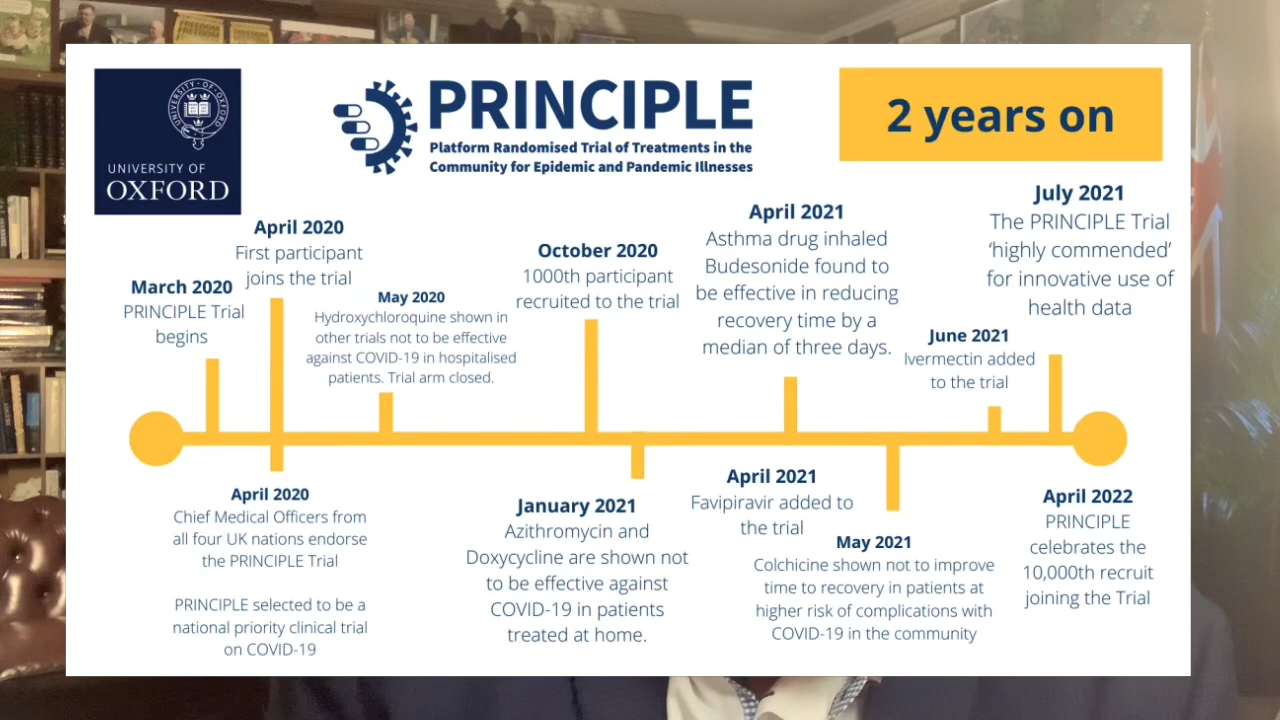 FREEDOM FREEDOM
UNIVERSITY OF OXFORD
UNIVERSITY OF
OXFORD
PRINCIPLE
Platform Randomised Trial of Treatments in the
Community for Epidemic and Pandemic Illnesses
2 years on
March 2020
PRINCIPLE Trial
begins
April 2020
First participant
joins the trial
May 2020
Hydroxychloroquine shown in
other trials not to be effective
against COVID-19 in hospitalised
patients. Trial arm closed.
October 2020
1000th participant
recruited to the trial
April 2021
Asthma drug inhaled
Budesonide found to
be effective in reducing
recovery time by a
median of three days.
June 2021
Ivermectin added
to the trial
July 2021
The PRINCIPLE Trial
‘highly commended’
for innovative use of
health data
April 2020
Chief Medical Officers from
all four UK nations endorse
the PRINCIPLE Trial
PRINCIPLE selected to be a
national priority clinical trial
on COVID-19
January 2021
Azithromycin and
Doxycycline are shown not
to be effective against
COVID-19 in patients
treated at home.
April 2021
Favipiravir added to
the trial
May 2021
Colchicine shown not to improve
time to recovery in patients at
higher risk of complications with
COVID-19 in the community
April 2022
PRINCIPLE
celebrates the
10,000th recruit
joining the Trial